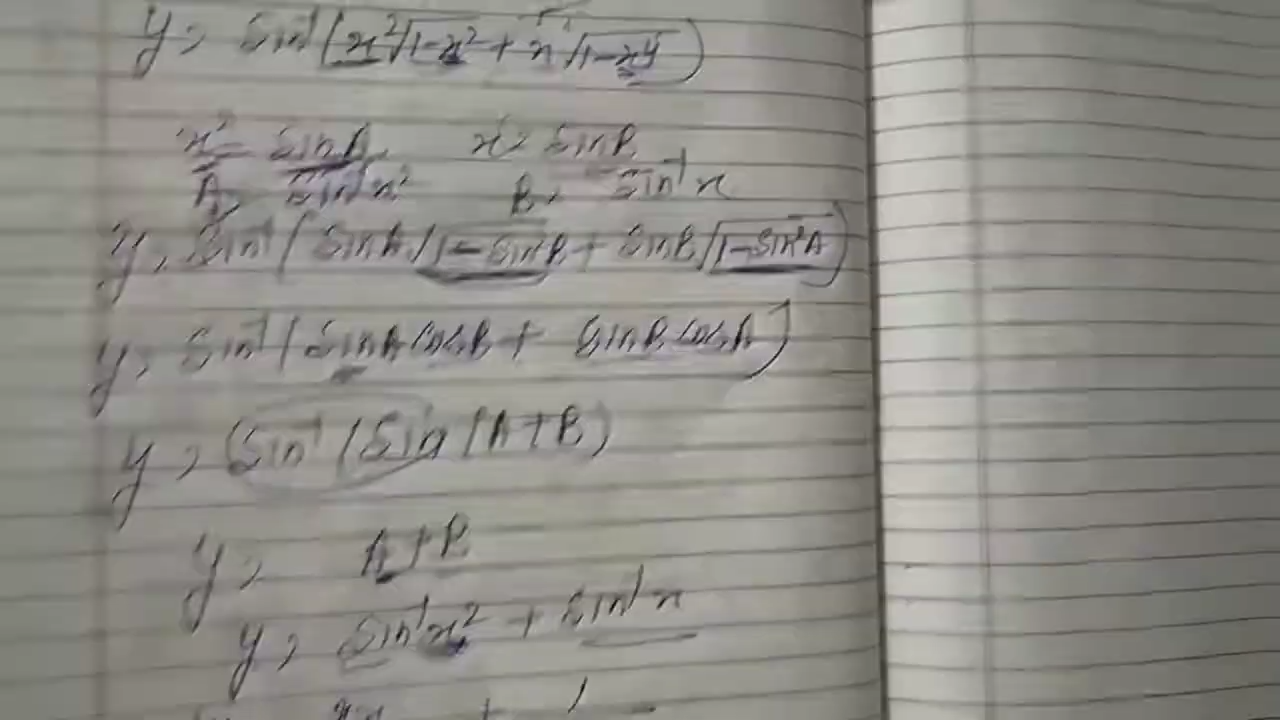 y = sin⁻¹(x²√1-x² + x√1-x⁴)
x² = sinA x = sinB
A = sin⁻¹x² B = sin⁻¹x
y = sin⁻¹(sinA√1-sin²B + sinB√1-sin²A)
y = sin⁻¹(sinA cosB + sinB cosA)
y = sin⁻¹(sin(A+B)
y = A+B
y = sin⁻¹x² + sin⁻¹x